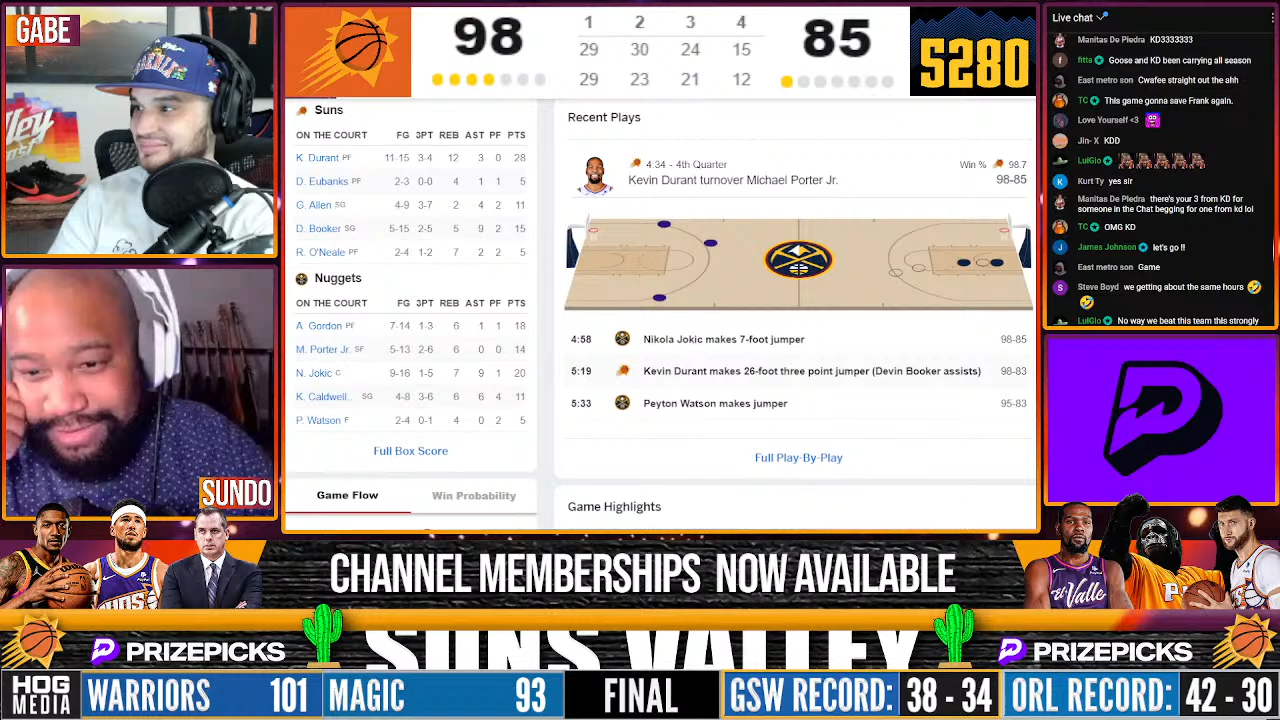 GABE
98
1 2 3 4
29 30 24 15
29 23 21 12
85
5280
Suns
ON THE COURT FG 3PT REB AST PF PTS
K. Durant PF 11-15 3-4 12 3 0 28
D. Eubanks PF 2-3 0-0 4 1 1 5
G. Allen SG 4-9 3-7 2 4 2 11
D. Booker SG 5-15 2-5 5 9 2 15
R. O'Neale PF 2-4 1-2 7 2 2 5
Nuggets
ON THE COURT FG 3PT REB AST PF PTS
A. Gordon PF 7-14 1-3 6 1 1 18
M. Porter Jr. SF 5-13 2-6 6 0 0 14
N. Jokic C 9-16 1-5 7 9 1 20
K. Caldwell.. SG 4-8 3-6 6 6 4 11
P. Watson F 2-4 0-1 4 0 2 5
Full Box Score
Game Flow Win Probability
Recent Plays
4:34 - 4th Quarter Win % 98.7
Kevin Durant turnover Michael Porter Jr. 98-85
4:58 Nikola Jokic makes 7-foot jumper 98-85
5:19 Kevin Durant makes 26-foot three point jumper (Devin Booker assists) 98-83
5:33 Peyton Watson makes jumper 95-83
Full Play-By-Play
Game Highlights
Live chat
Manitas De Piedra KD3333333
fitta Goose and KD been carrying all season
East metro son Cwafee straight out the ahh
TC This game gonna save Frank again.
Love Yourself <3
Jin- X KDD
LuiGio
Kurt Ty yes sir
Manitas De Piedra there's your 3 from KD for
someone in the Chat begging for one from kd lol
TC OMG KD
James Johnson let's go !!
East metro son Game
Steve Boyd we getting about the same hours
LuiGio No way we beat this team this strongly
SUNDO
CHANNEL MEMBERSHIPS NOW AVAILABLE
PRIZEPICKS
SUNS VALLEY
PRIZEPICKS
HOG MEDIA
WARRIORS 101 MAGIC 93 FINAL GSW RECORD: 38 - 34 ORL RECORD: 42 - 30